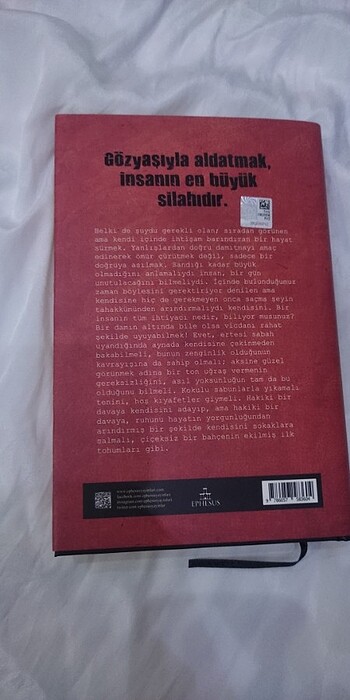 Gözyaşıyla aldatmak,
insanın en büyük
silahıdır.
Belki de şuydu gerekli olan; sıradan görünen
ama kendi içinde ihtişam barındıran bir hayat
sürmek. Yanlışlardan doğru damıtmayı amaç
edinerek ömür çürütmek değil, sadece bir
doğruya asılmak. Sandığı kadar büyük
olmadığını anlamalıydı insan, bir gün
unutulacağını bilmeliydi. İçinde bulunduğunuz
zaman böylesini gerektiriyor denilen ama
kendisine hiç de gerekmeyen onca saçma şeyin
tahakkümünden arındırmalıydı kendini. Bir
insanın tüm ihtiyacı nedir, biliyor musunuz?
Bir damın altında bile olsa vicdanı rahat
şekilde uyuyabilmek! Evet, ertesi sabah
uyandığında aynada kendisine çekinmeden
bakabilmeli, bunun zenginlik olduğunun
kavrayışına da sahip olmalı; aksine güzel
görünmek adına bir ton uğraş vermenin
gereksizliğini, asıl yoksunluğun tam da bu
olduğunu bilmeli. Kokulu sabunlarla yıkamalı
tenini, hoş kıyafetler giymeli. Hakiki bir
davaya kendisini adayıp, ama hakiki bir
davaya, ruhunu hayatın yorgunluğundan
arındırmış bir şekilde kendisini sokaklara
salmalı, çiçeksiz bir bahçenin ekilmiş ilk
tohumları gibi.
EPHESUS